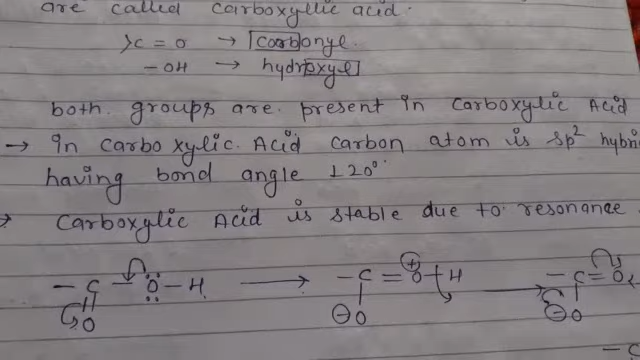 are called carboxyllic acid.
>C = O → carbonyl
- OH → hydroxyl
both groups are present in Carboxylic Acid
→ In Carboxylic Acid carbon atom is sp² hybri
having bond angle 120°.
→ Carboxylic Acid is stable due to resonance.
- C - O - H → - C = O - H → - C = O
O ⊖O ⊖O
- C